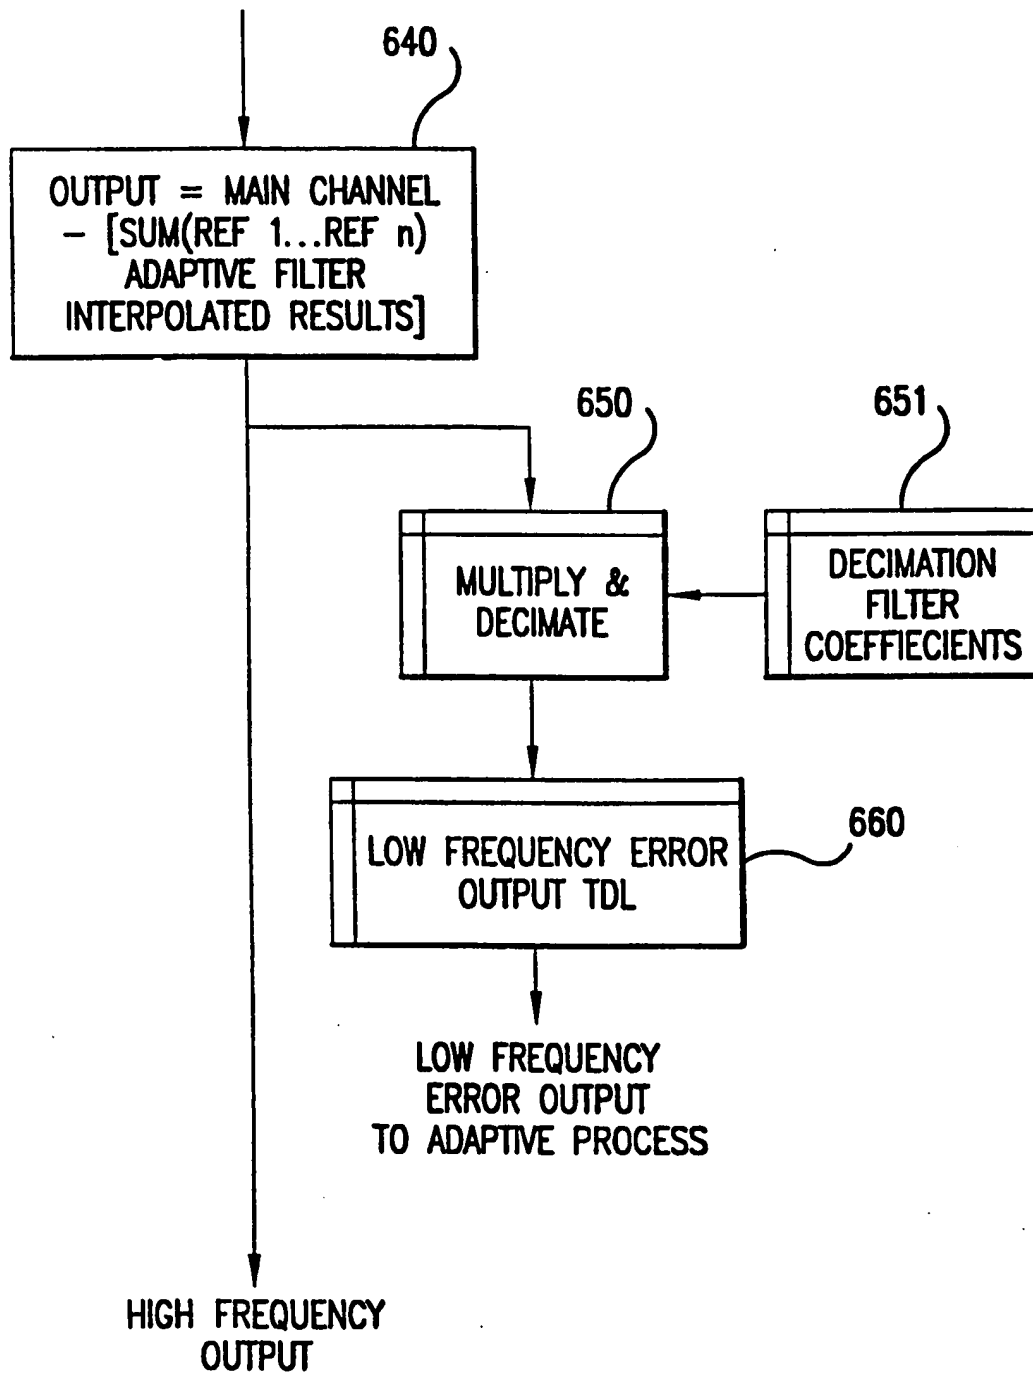 640
OUTPUT = MAIN CHANNEL
- [SUM(REF 1...REF n)
ADAPTIVE FILTER
INTERPOLATED RESULTS]
650
651
MULTIPLY &
DECIMATE
DECIMATION
FILTER
COEFFIECIENTS
660
LOW FREQUENCY ERROR
OUTPUT TDL
LOW FREQUENCY
ERROR OUTPUT
TO ADAPTIVE PROCESS
HIGH FREQUENCY
OUTPUT